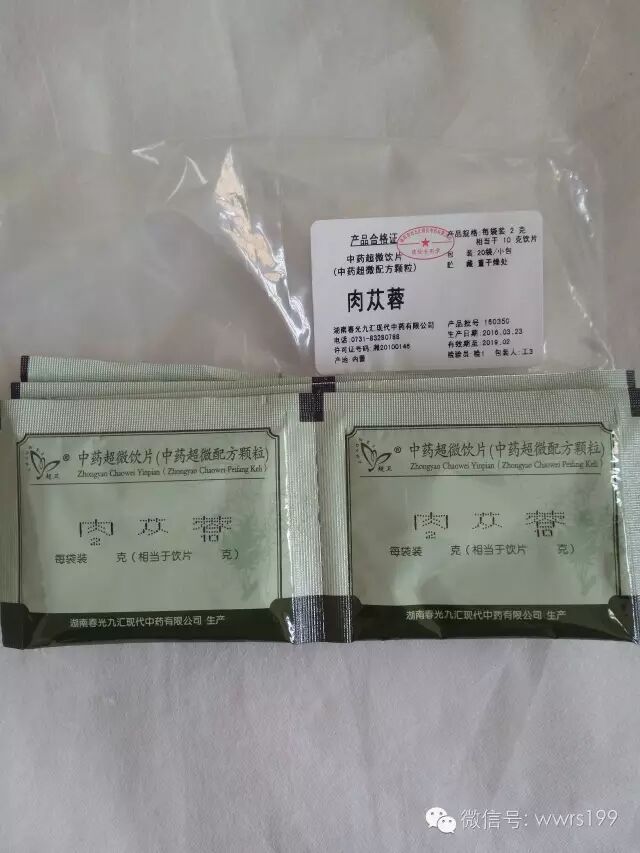 产品合格证
中药超微饮片
(中药超微配方颗粒)
肉苁蓉
产品规格:每袋装 2 克
相当于 10 克饮片
包 装 20袋/小包
贮 藏 置干燥处
湖南春光九汇现代中药有限公司
电话:0731-83280788
许可证号码:湘20100146
产地:内蒙
产品批号 160350
生产日期:2016.03.23
有效期至:2019.02
检验员:检1 包装人:工3
超卫
®
中药超微饮片(中药超微配方颗粒)
Zhongyao Chaowei Yinpian ( Zhongyao Chaowei Peifang Keli )
肉 苁 蓉
2 10
每袋装 克(相当于饮片 克)
湖南春光九汇现代中药有限公司 生产
超卫
®
中药超微饮片(中药超微配方颗粒)
Zhongyao Chaowei Yinpian ( Zhongyao Chaowei Peifang Keli )
肉 苁 蓉
2 10
每袋装 克(相当于饮片 克)
湖南春光九汇现代中药有限公司 生产
微信号: wwrs199